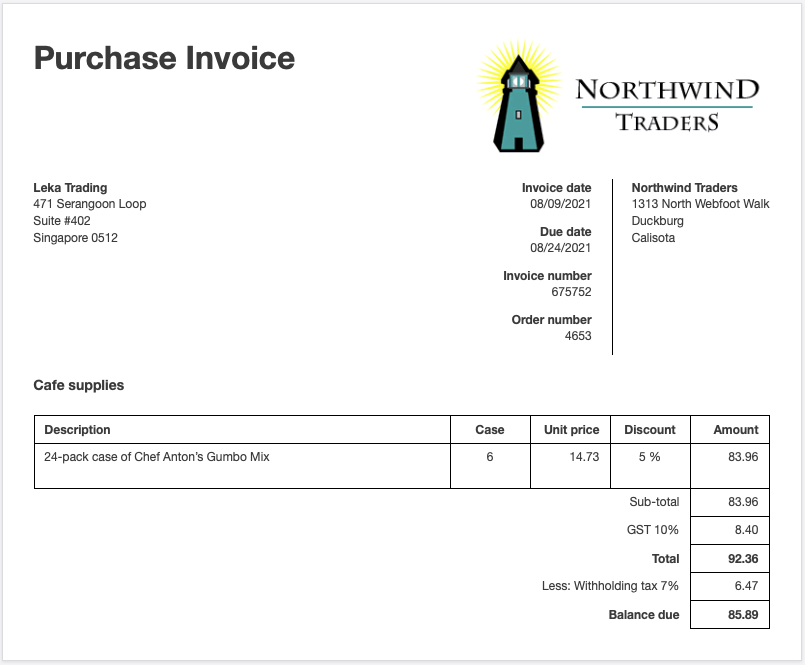 Purchase Invoice
NORTHWIND
TRADERS
Leka Trading
471 Serangoon Loop
Suite #402
Singapore 0512
Invoice date
08/09/2021
Due date
08/24/2021
Invoice number
675752
Order number
4653
Northwind Traders
1313 North Webfoot Walk
Duckburg
Calisota
Cafe supplies
Description Case Unit price Discount Amount
24-pack case of Chef Anton’s Gumbo Mix 6 14.73 5 % 83.96
Sub-total 83.96
GST 10% 8.40
Total 92.36
Less: Withholding tax 7% 6.47
Balance due 85.89